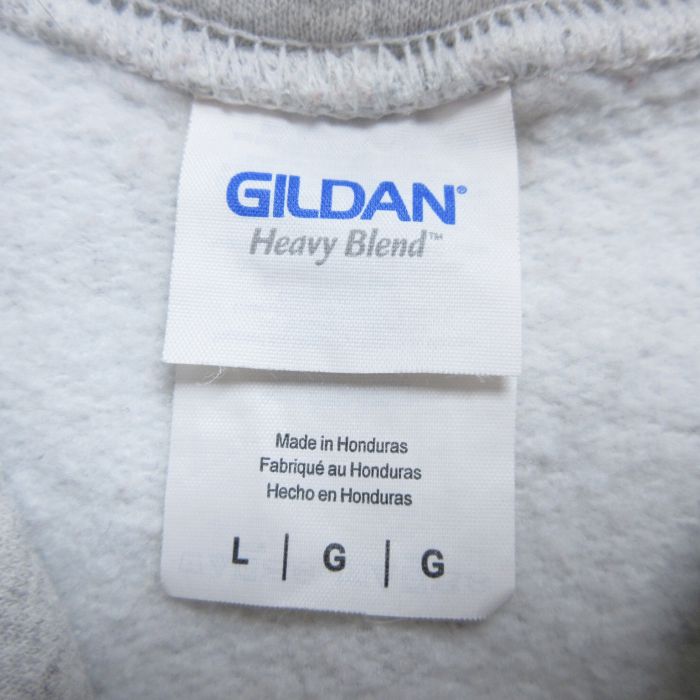 GILDAN®
Heavy Blend™
Made in Honduras
Fabriqué au Honduras
Hecho en Honduras
L | G | G